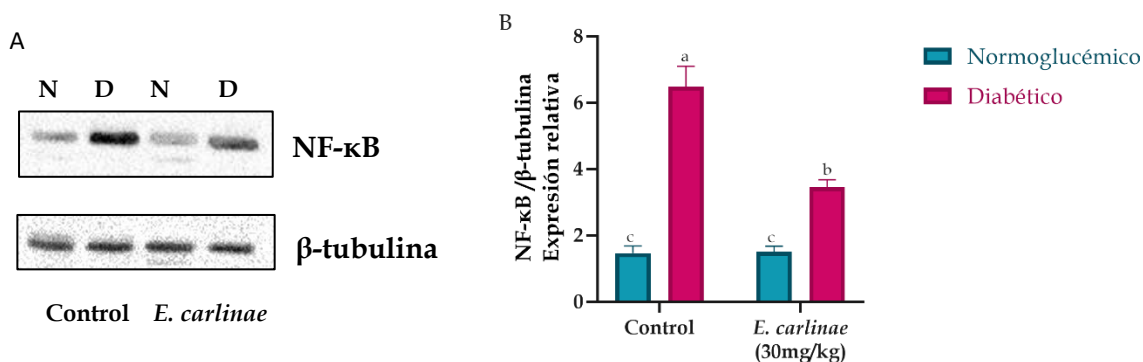 A
N D N D
NF-κB
β-tubulina
Control E. carlinae
B
NF-κB /β-tubulina
Expresión relativa
8
6
4
2
0
a
b
c
c
Control
E. carlinae
(30mg/kg)
Normoglucémico
Diabético